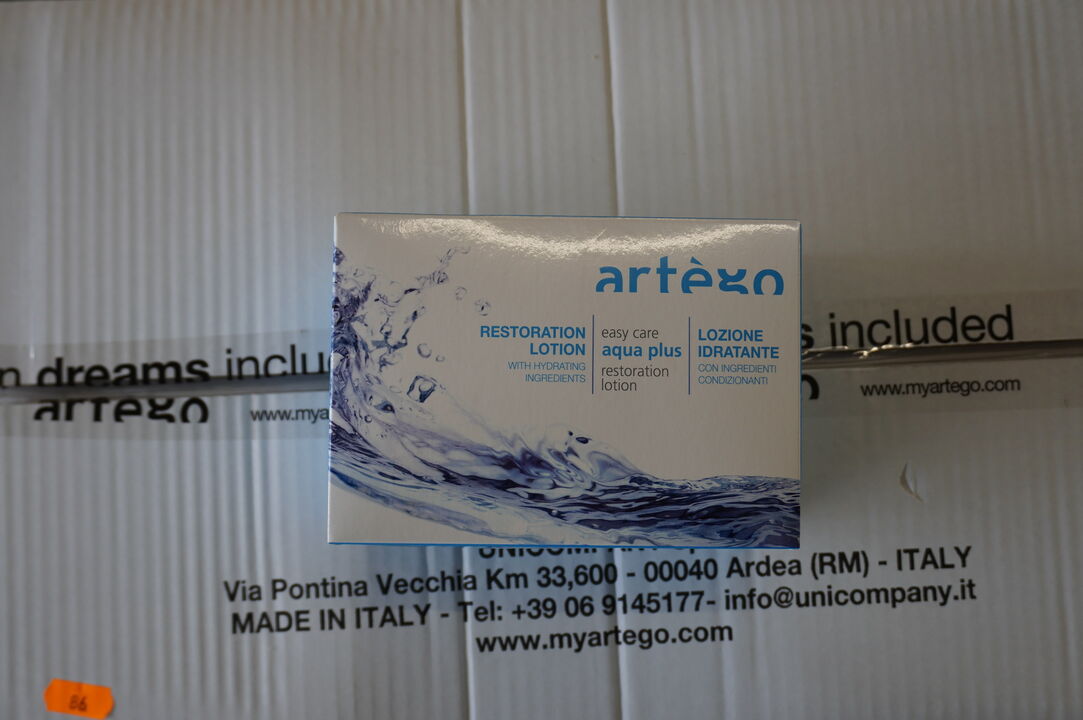 artègo
RESTORATION
LOTION
WITH HYDRATING
INGREDIENTS
easy care
aqua plus
restoration
lotion
LOZIONE
IDRATANTE
CON INGREDIENTI
CONDIZIONANTI
dreams inclu
artègo
www.mya
included
www.myartego.com
Via Pontina Vecchia Km 33,600 - 00040 Ardea (RM) - ITALY
MADE IN ITALY - Tel: +39 06 9145177- info@unicompany.it
www.myartego.com
86